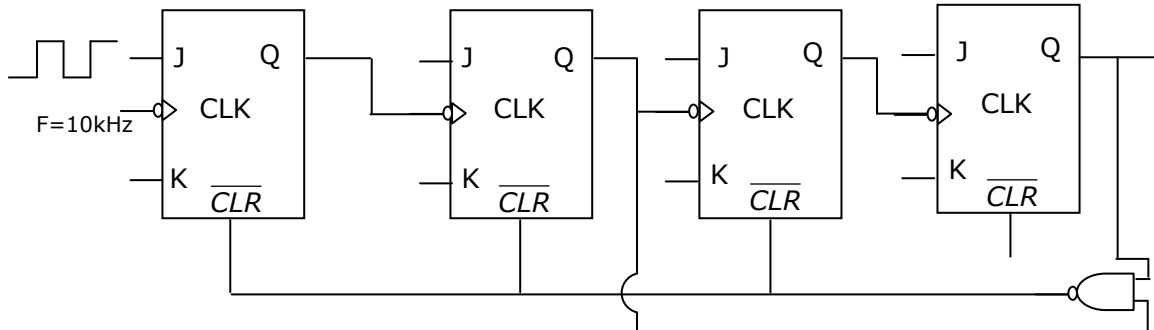 J Q J Q J Q J Q
CLK CLK CLK CLK
F=10kHz
K K K K
CLR CLR CLR CLR